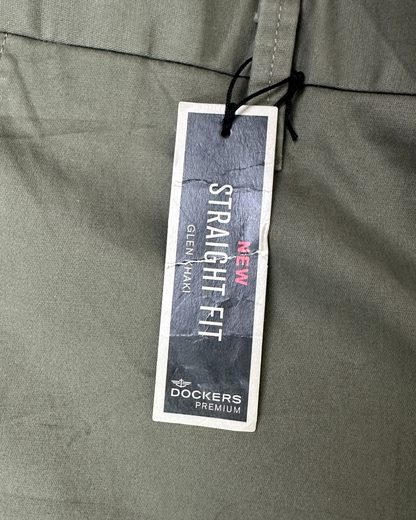 NEW
STRAIGHT FIT
GLEN KHAKI
DOCKERS
PREMIUM